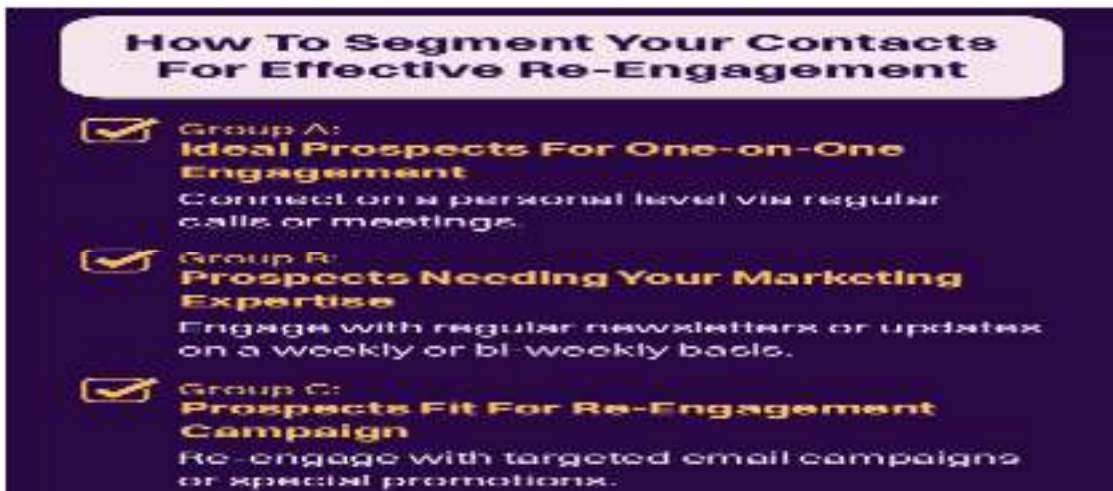 How To Segment Your Contacts
For Effective Re-Engagement
Group A:
Ideal Prospects For One-on-One
Engagement
Connect on a personal level via regular
calls or meetings.
Group B:
Prospects Needing Your Marketing
Expertise
Engage with regular newsletters or updates
on a weekly or bi-weekly basis.
Group C:
Prospects Fit For Re-Engagement
Campaign
Re-engage with targeted email campaigns
or special promotions.